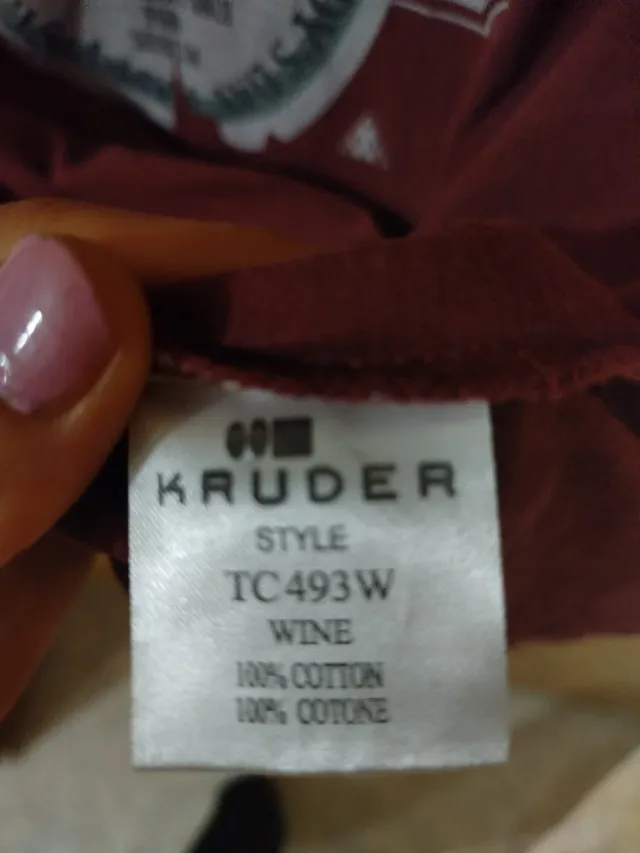 KRUDER
STYLE
TC493W
WINE
100% COTTON
100% COTONE